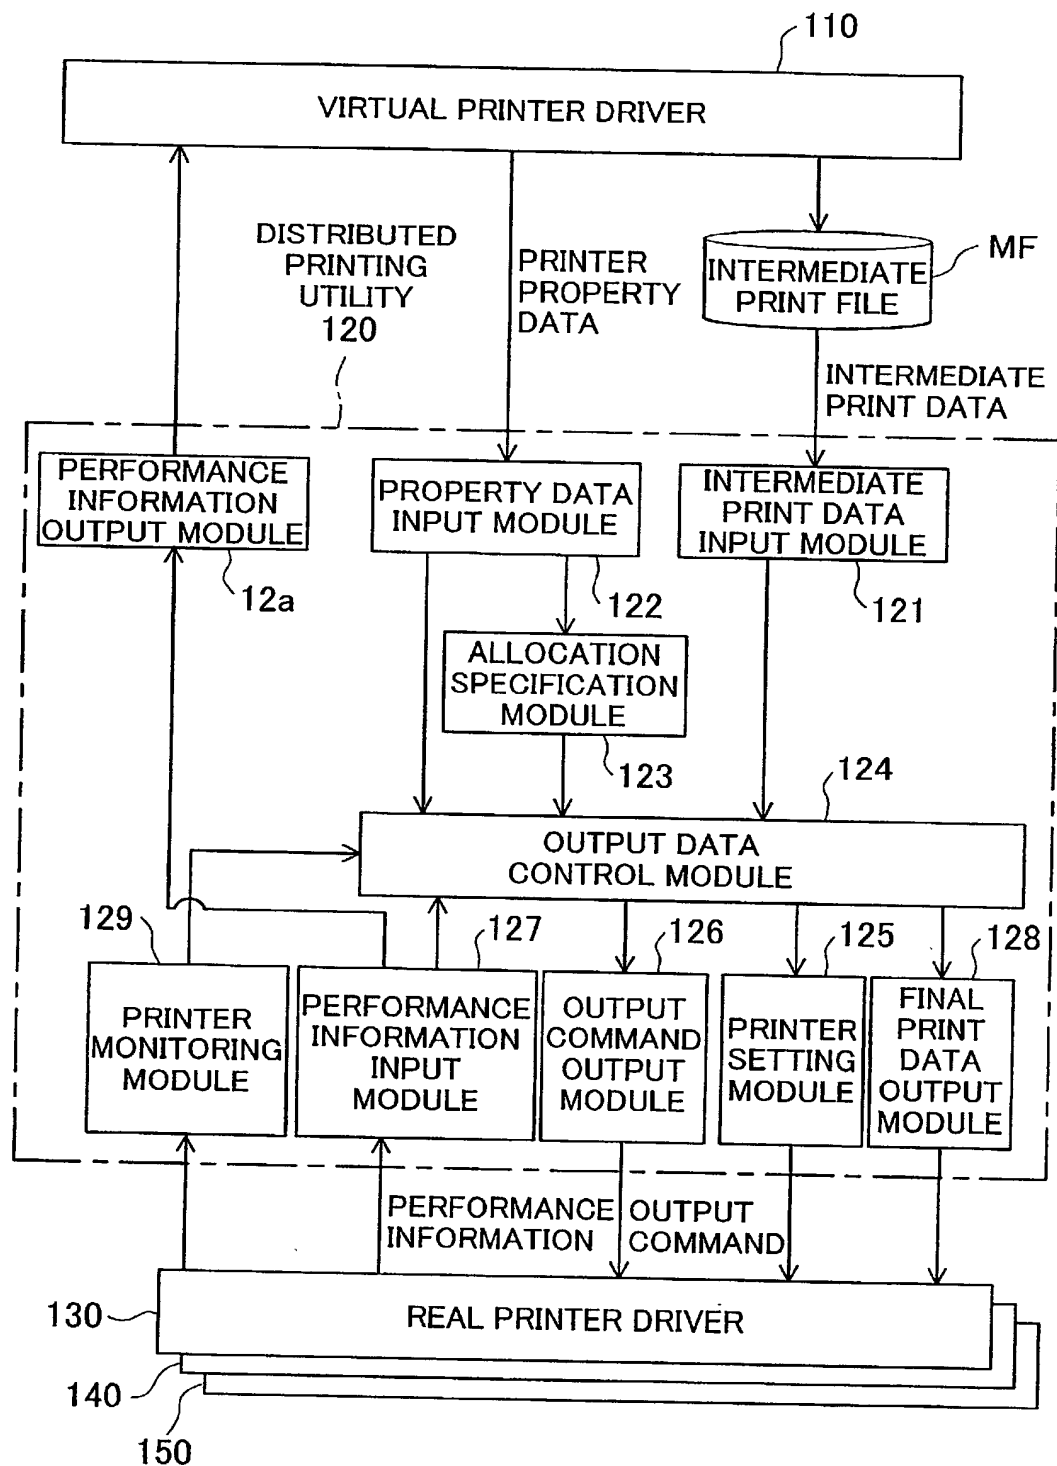 110
VIRTUAL PRINTER DRIVER
DISTRIBUTED
PRINTING
UTILITY
120
PRINTER
PROPERTY
DATA
INTERMEDIATE
PRINT FILE
MF
INTERMEDIATE
PRINT DATA
PERFORMANCE
INFORMATION
OUTPUT MODULE
12a
PROPERTY DATA
INPUT MODULE
122
INTERMEDIATE
PRINT DATA
INPUT MODULE
121
ALLOCATION
SPECIFICATION
MODULE
123
124
OUTPUT DATA
CONTROL MODULE
129
PRINTER
MONITORING
MODULE
127
PERFORMANCE
INFORMATION
INPUT
MODULE
126
OUTPUT
COMMAND
OUTPUT
MODULE
125
PRINTER
SETTING
MODULE
128
FINAL
PRINT
DATA
OUTPUT
MODULE
PERFORMANCE
INFORMATION
OUTPUT
COMMAND
130
REAL PRINTER DRIVER
140
150